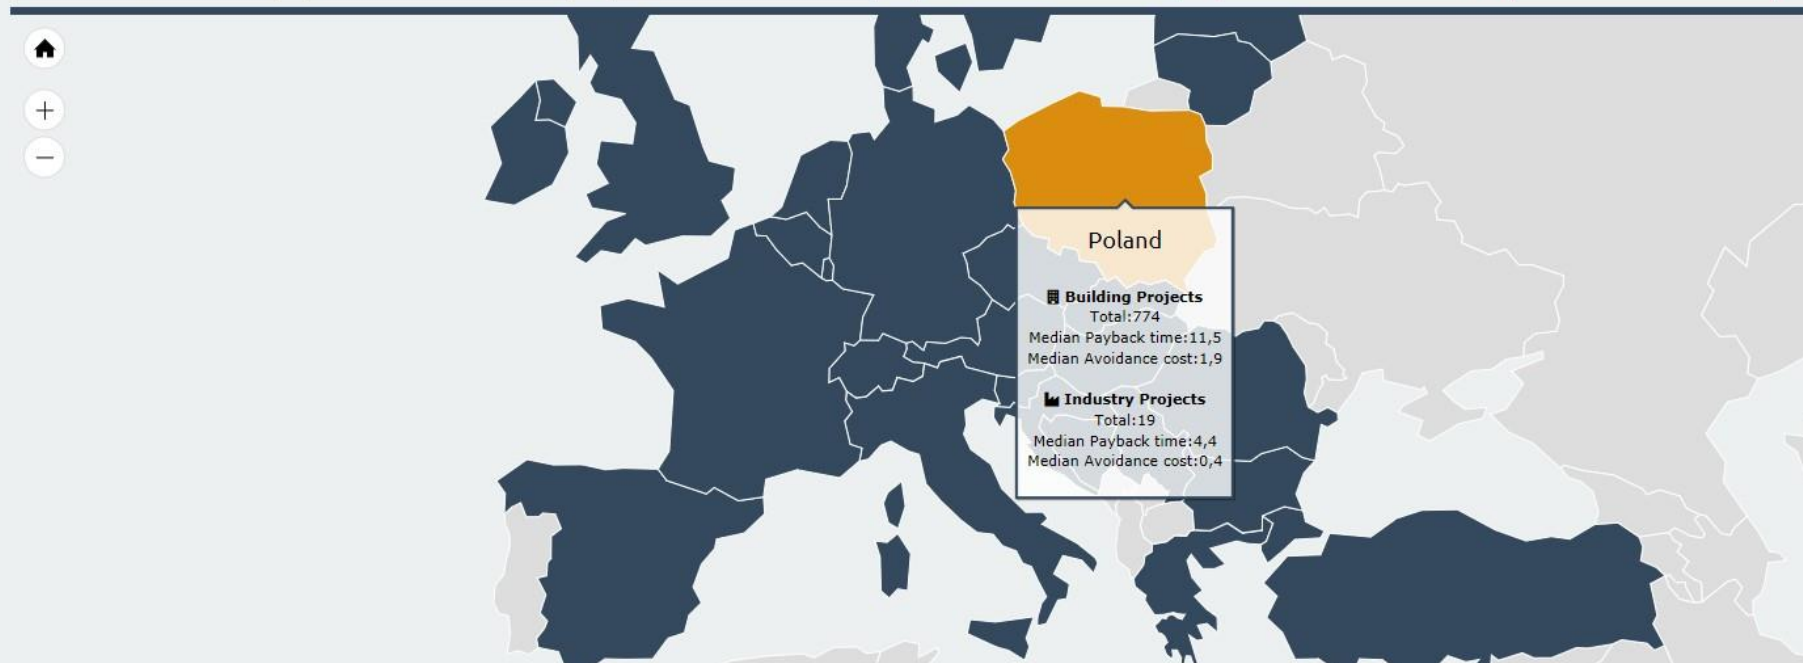 Poland
Building Projects
Total:774
Median Payback time:11,5
Median Avoidance cost:1,9
Industry Projects
Total:19
Median Payback time:4,4
Median Avoidance cost:0,4